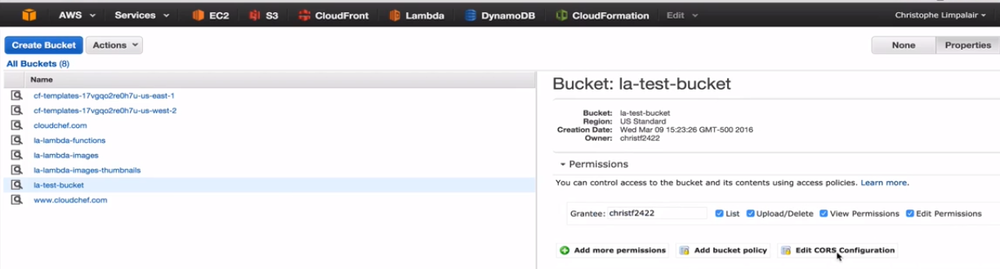 AWS Services EC2 S3 CloudFront Lambda DynamoDB CloudFormation Edit Christophe Limpalair
Create Bucket Actions None Properties
All Buckets (8)
Name
cf-templates-17vgqo2re0h7u-us-east-1
cf-templates-17vgqo2re0h7u-us-west-2
cloudchef.com
la-lambda-functions
la-lambda-images
la-lambda-images-thumbnails
la-test-bucket
www.cloudchef.com
Bucket: la-test-bucket
Bucket: la-test-bucket
Region: US Standard
Creation Date: Wed Mar 09 15:23:26 GMT-500 2016
Owner: christf2422
Permissions
You can control access to the bucket and its contents using access policies. Learn more.
Grantee: christf2422 List Upload/Delete View Permissions Edit Permissions
Add more permissions Add bucket policy Edit CORS Configuration